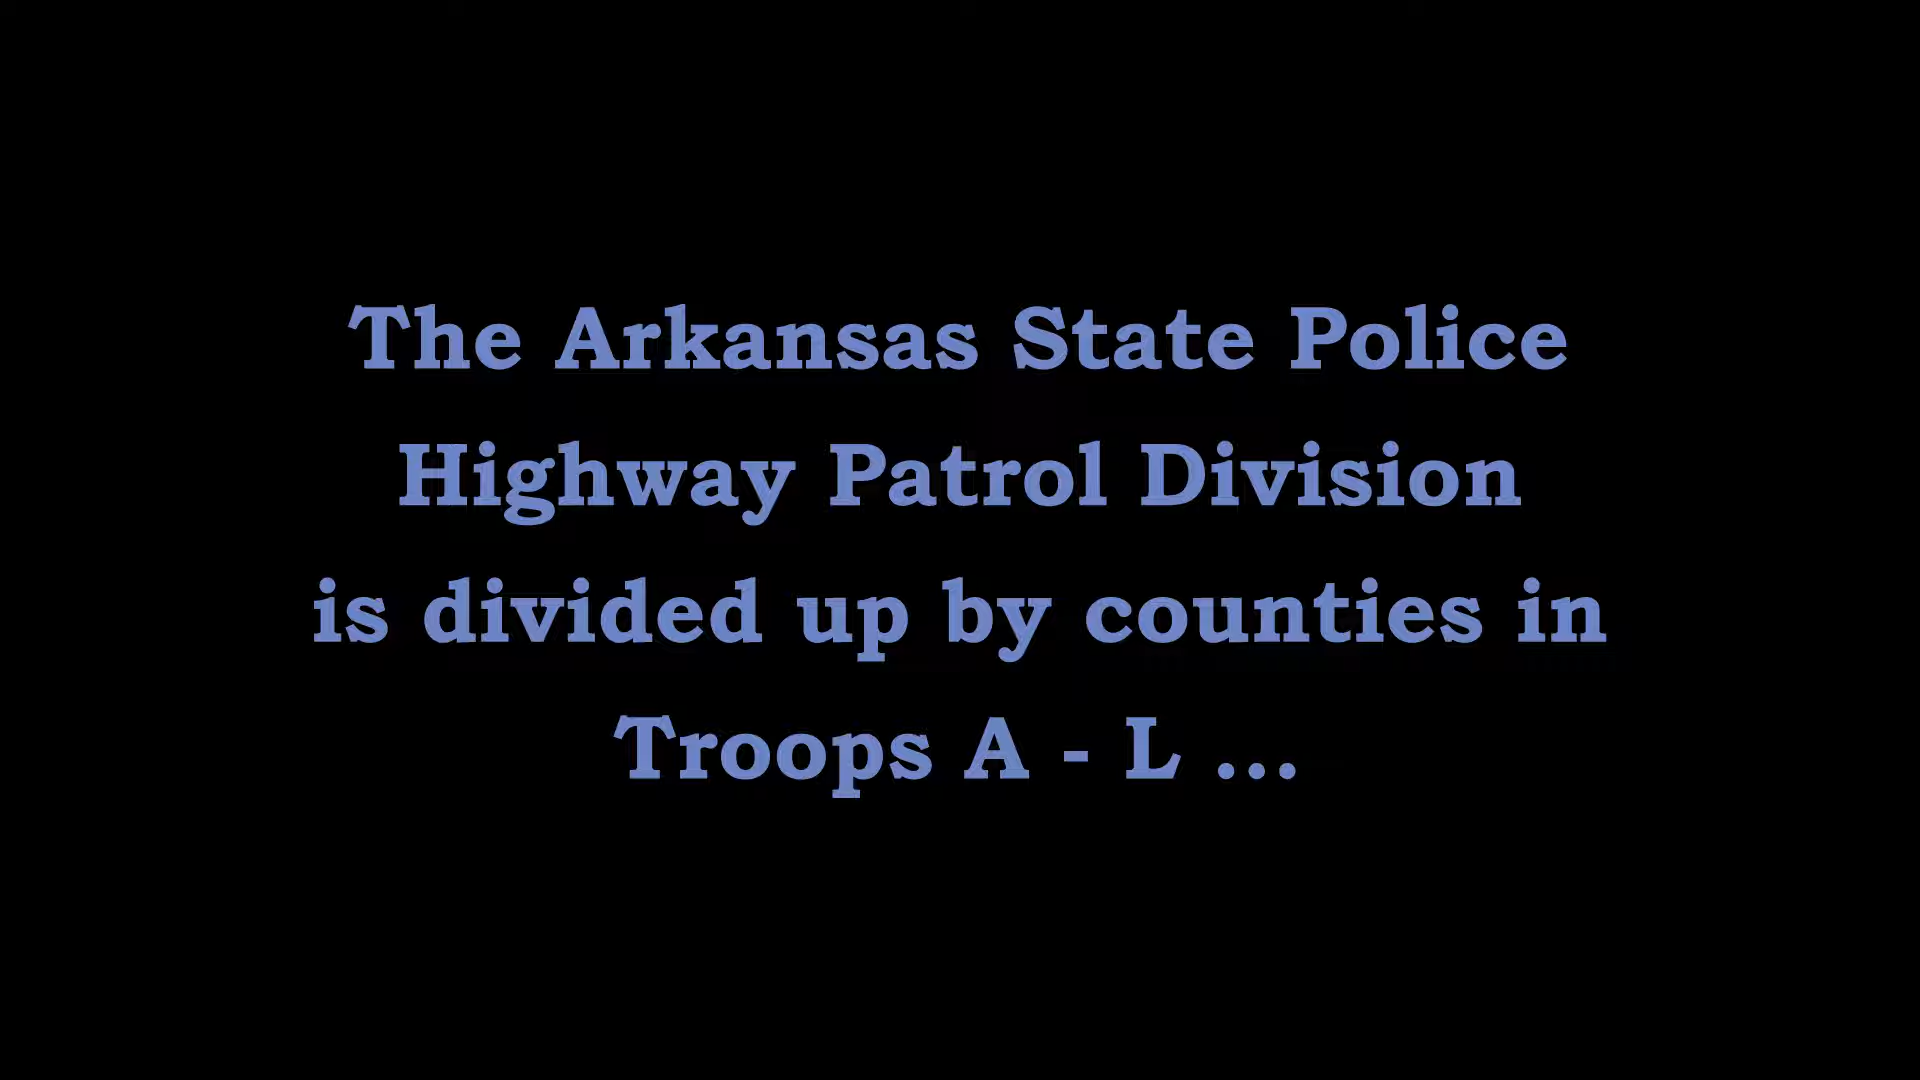 The Arkansas State Police
Highway Patrol Division
is divided up by counties in
Troops A - L ...